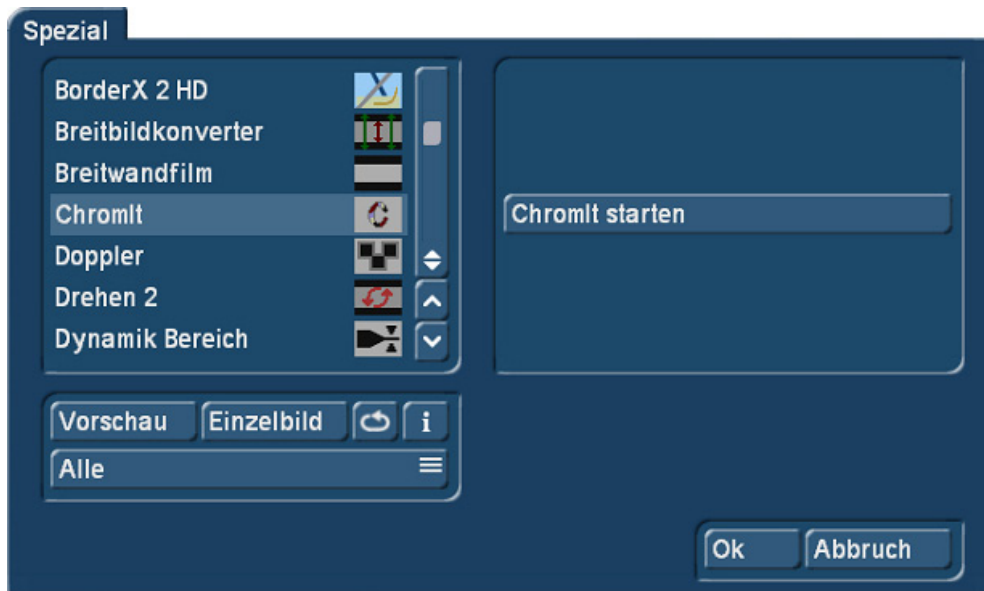 Spezial
BorderX 2 HD
Breitbildkonverter
Breitwandfilm
ChromIt
Doppler
Drehen 2
Dynamik Bereich
ChromIt starten
Vorschau
Einzelbild
i
Alle
Ok
Abbruch